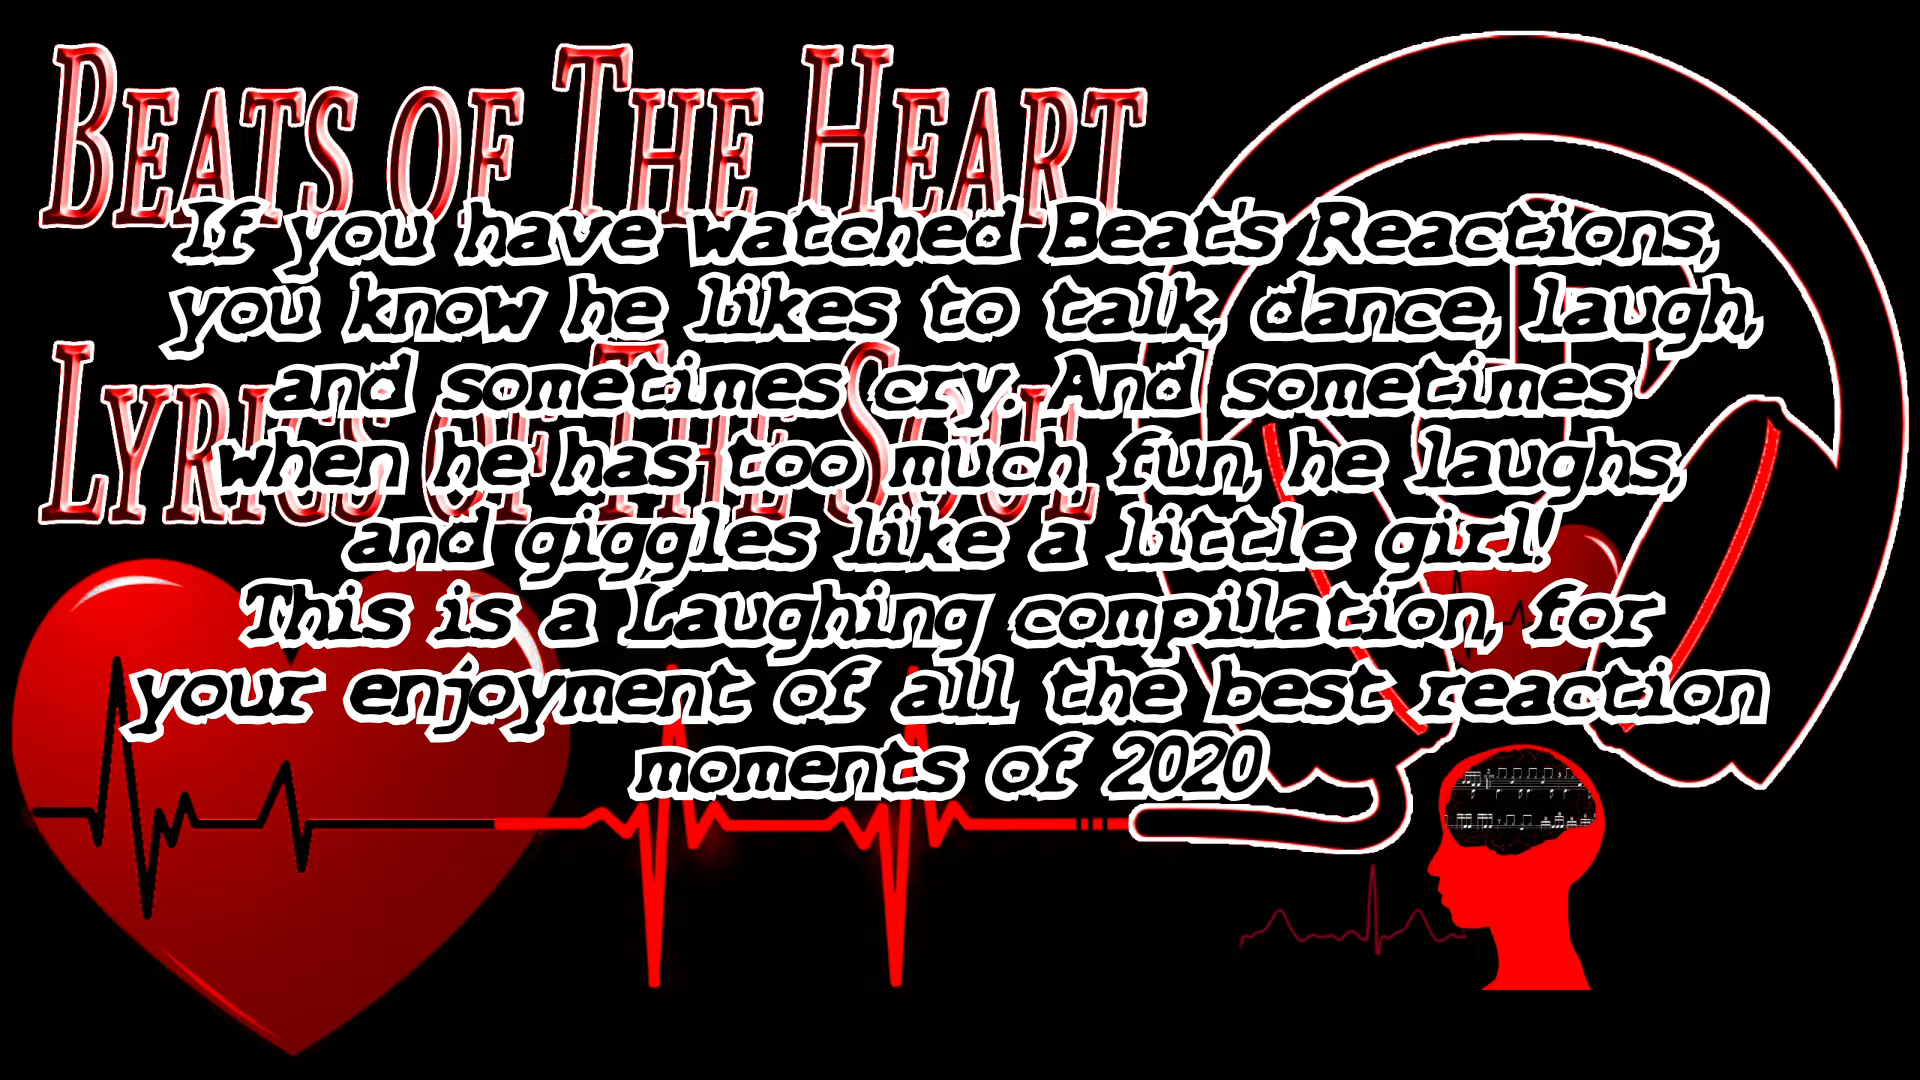 Beats of The Heart
If you have watched Beat's Reactions,
you know he likes to talk, dance, laugh,
and sometimes cry. And sometimes
Lyrics of The Soul
when he has too much fun, he laughs,
and giggles like a little girl!
This is a Laughing compilation, for
your enjoyment of all the best reaction
moments of 2020